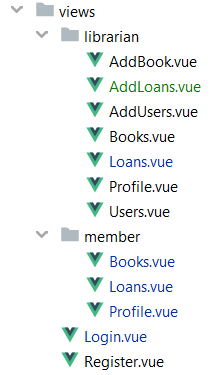 views
librarian
AddBook.vue
AddLoans.vue
AddUsers.vue
Books.vue
Loans.vue
Profile.vue
Users.vue
member
Books.vue
Loans.vue
Profile.vue
Login.vue
Register.vue